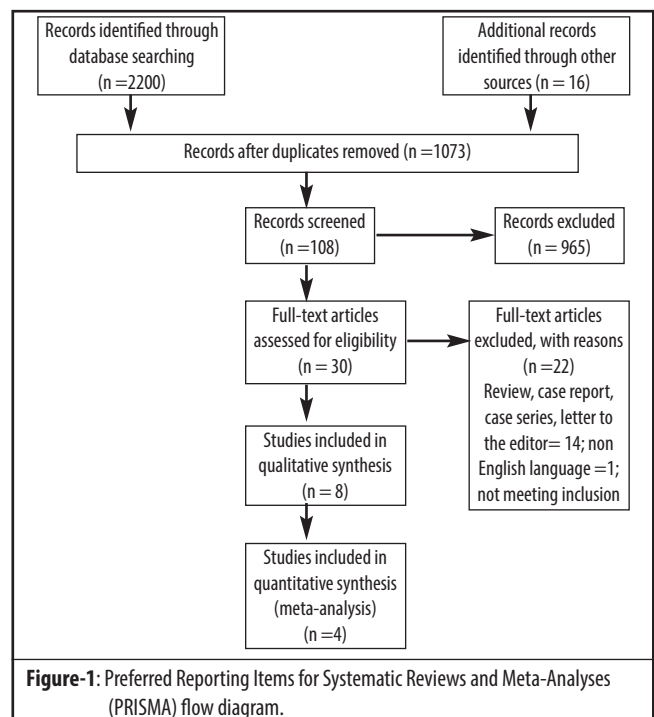 Records identified through
database searching
(n =2200)
Additional records
identified through other
sources (n = 16)
Records after duplicates removed (n =1073)
Records screened
(n =108)
Records excluded
(n = 965)
Full-text articles
assessed for eligibility
(n = 30)
Full-text articles
excluded, with reasons
(n =22)
Review, case report,
case series, letter to
the editor= 14; non
English language =1;
not meeting inclusion
Studies included in
qualitative synthesis
(n = 8)
Studies included in
quantitative synthesis
(meta-analysis)
(n =4)
Figure-1: Preferred Reporting Items for Systematic Reviews and Meta-Analyses
(PRISMA) flow diagram.